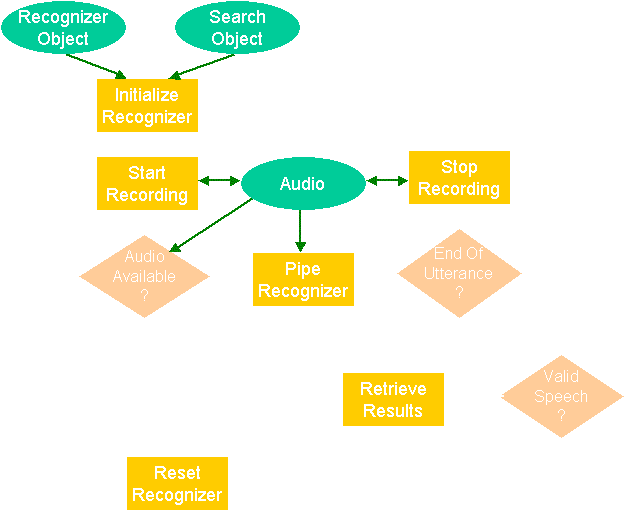 Recognizer
Object
Search
Object
Initialize
Recognizer
Start
Recording
Audio
Stop
Recording
Audio
Available
?
Pipe
Recognizer
End Of
Utterance
?
Retrieve
Results
Valid
Speech
?
Reset
Recognizer